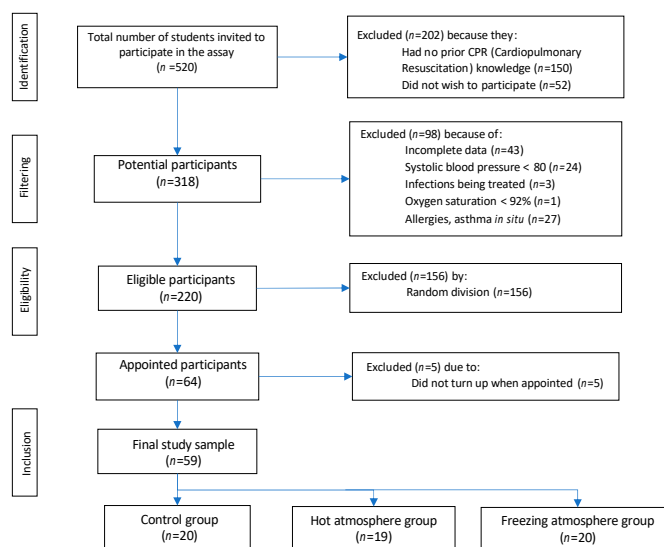 Identification
Total number of students invited to
participate in the assay
(n =520)
Excluded (n=202) because they:
Had no prior CPR (Cardiopulmonary
Resuscitation) knowledge (n=150)
Did not wish to participate (n=52)
Filtering
Potential participants
(n=318)
Excluded (n=98) because of:
Incomplete data (n=43)
Systolic blood pressure < 80 (n=24)
Infections being treated (n=3)
Oxygen saturation < 92% (n=1)
Allergies, asthma in situ (n=27)
Eligibility
Eligible participants
(n=220)
Excluded (n=156) by:
Random division (n=156)
Appointed participants
(n=64)
Excluded (n=5) due to:
Did not turn up when appointed (n=5)
Inclusion
Final study sample
(n=59)
Control group
(n=20)
Hot atmosphere group
(n=19)
Freezing atmosphere group
(n=20)